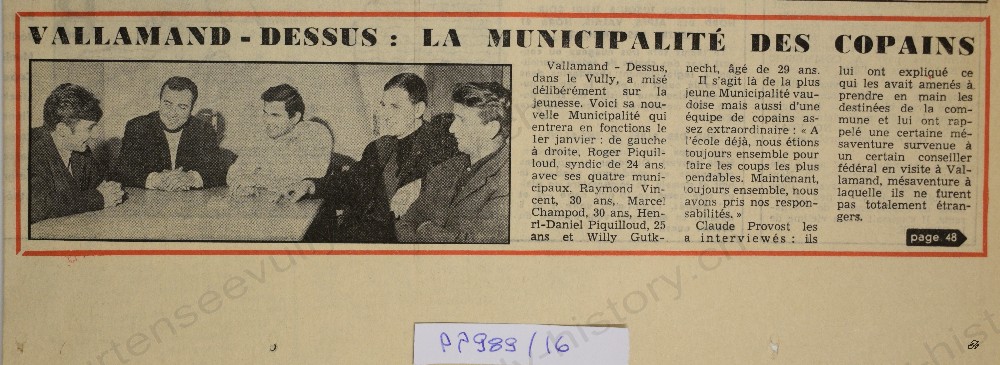 VALLAMAND - DESSUS : LA MUNICIPALITÉ DES COPAINS
Vallamand - Dessus,
dans le Vully, a misé
délibérément sur la
jeunesse. Voici sa nou-
velle Municipalité qui
entrera en fonctions le
1er janvier : de gauche
à droite, Roger Piquil-
loud, syndic de 24 ans,
avec ses quatre muni-
cipaux. Raymond Vin-
cent, 30 ans, Marcel
Champod, 30 ans, Hen-
ri-Daniel Piquilloud, 25
ans et Willy Gutk-
necht, âgé de 29 ans.
Il s'agit là de la plus
jeune Municipalité vau-
doise mais aussi d'une
équipe de copains as-
sez extraordinaire : « A
l'école déjà, nous étions
toujours ensemble pour
faire les coups les plus
pendables. Maintenant,
toujours ensemble, nous
avons pris nos respon-
sabilités. »
Claude Provost les
a interviewés : ils
lui ont expliqué ce
qui les avait amenés à
prendre en main les
destinées de la com-
mune et lui ont rap-
pelé une certaine mé-
saventure survenue à
un certain conseiller
fédéral en visite à Val-
lamand, mésaventure à
laquelle ils ne furent
pas totalement étran-
gers.
page 48
PP989/16